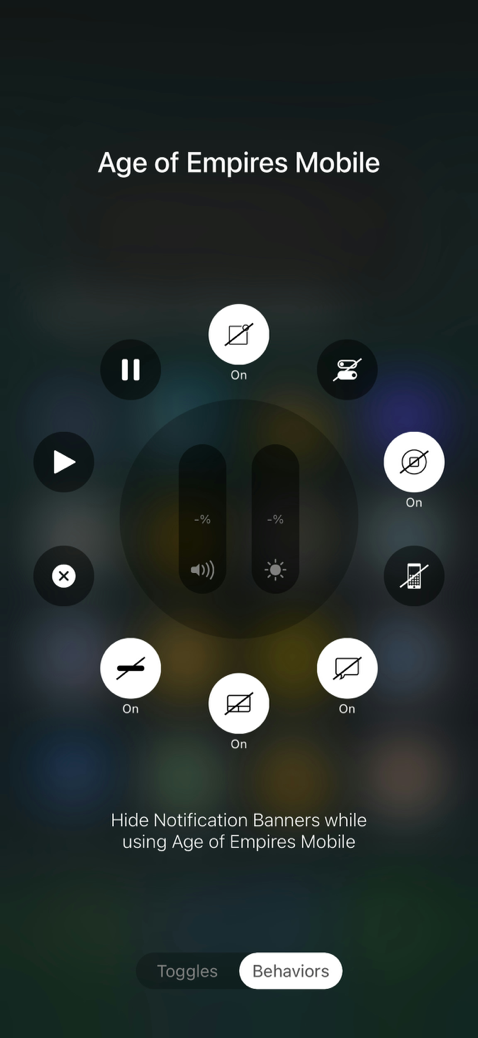 Age of Empires Mobile
On
On
-%
-%
On
On
On
Hide Notification Banners while
using Age of Empires Mobile
Toggles
Behaviors